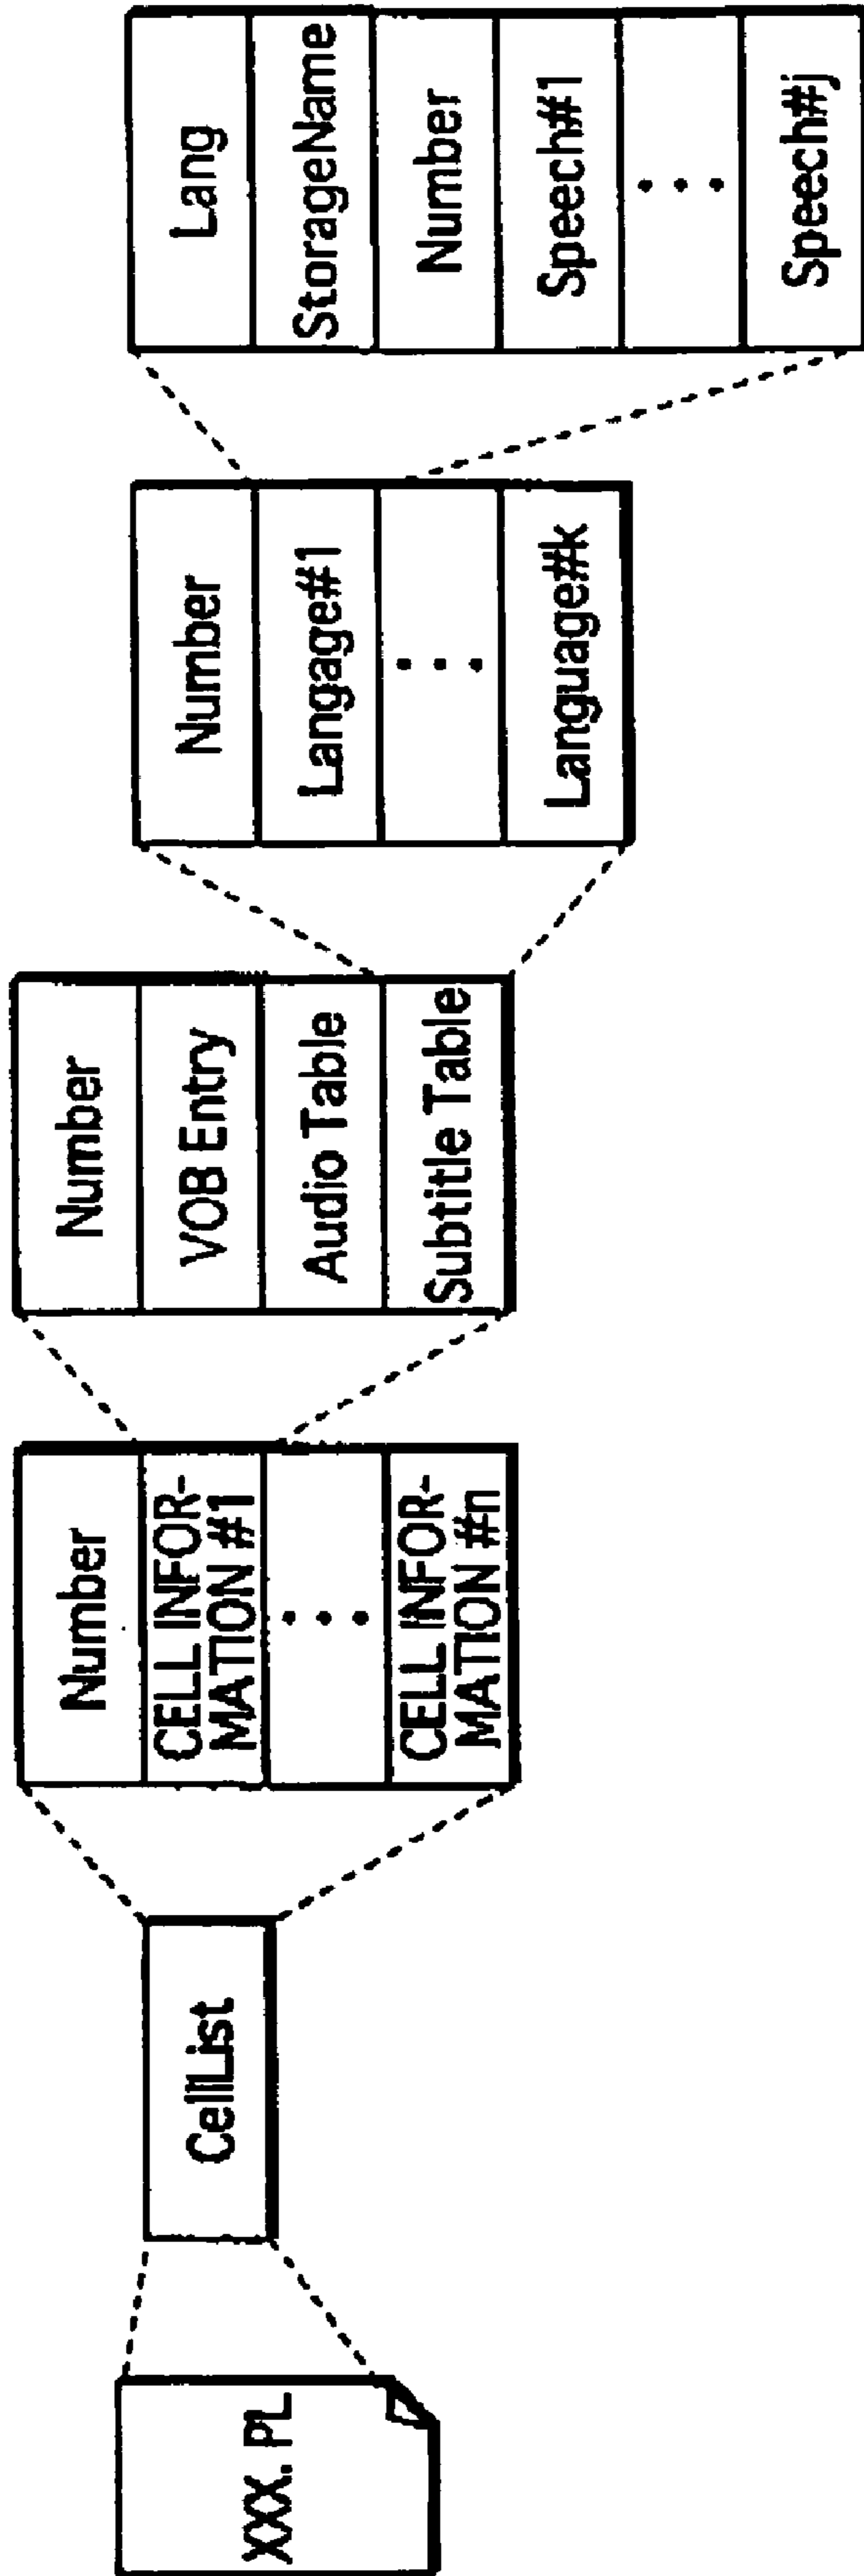 XXX. PL
CellList
Number
CELL INFOR-
MATION #1
. . .
CELL INFOR-
MATION #n
Number
VOB Entry
Audio Table
Subtitle Table
Number
Langage#1
. . .
Language#k
Lang
StorageName
Number
Speech#1
. . .
Speech#j